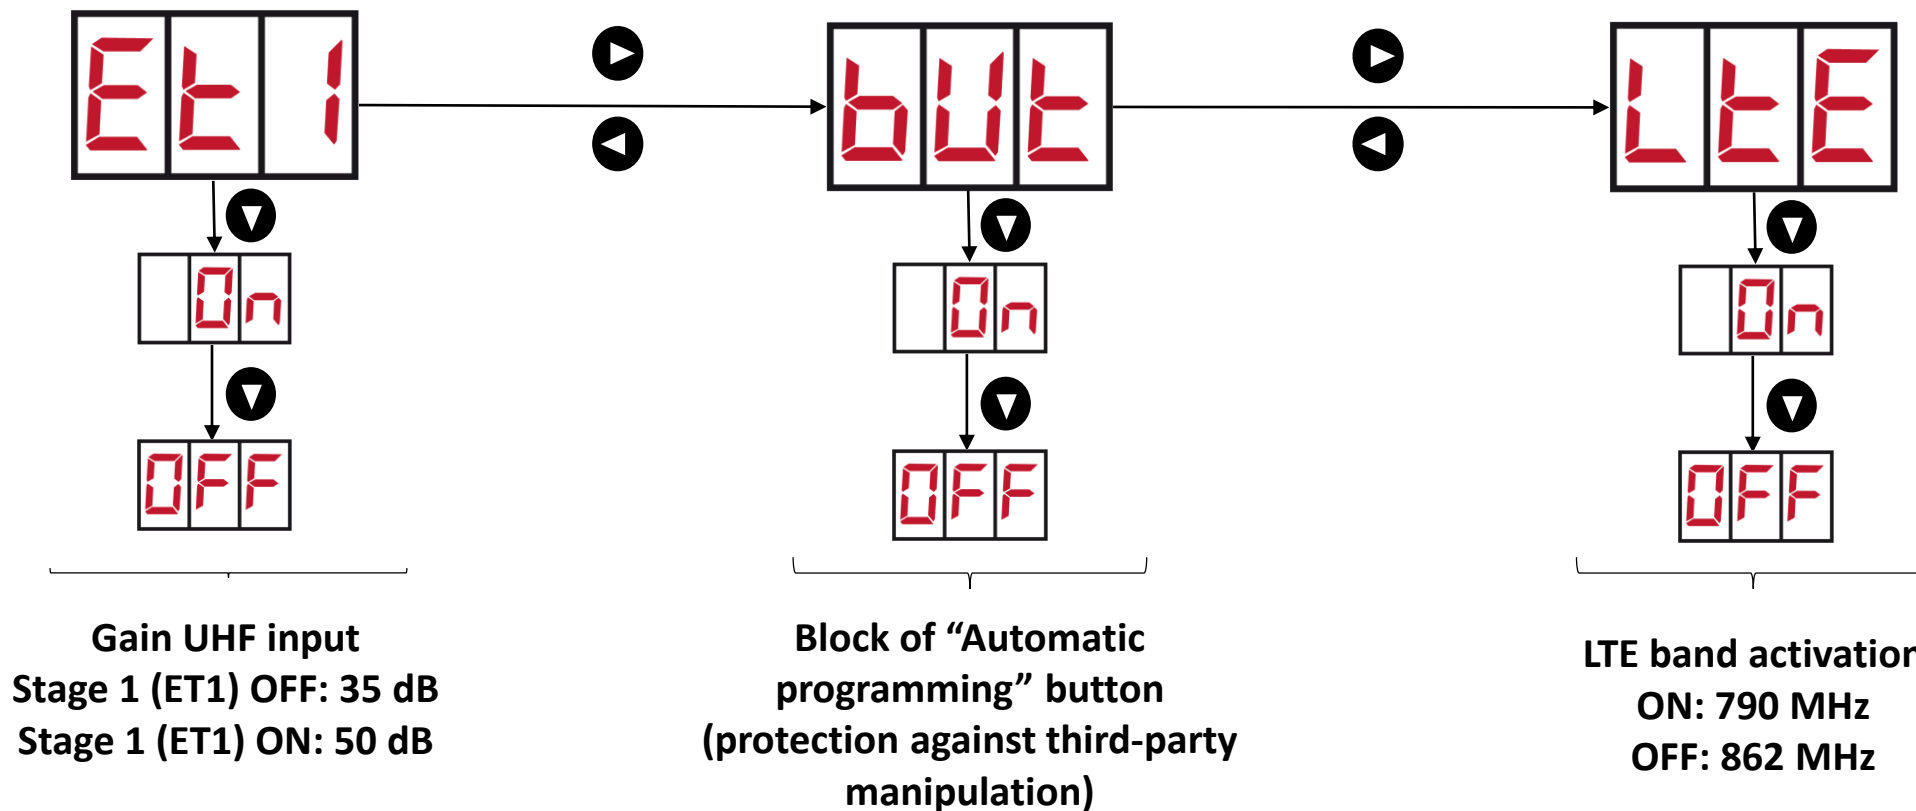 Et1
bUt
LtE
On
On
On
OFF
OFF
OFF
Gain UHF input
Stage 1 (ET1) OFF: 35 dB
Stage 1 (ET1) ON: 50 dB
Block of “Automatic
programming” button
(protection against third-party
manipulation)
LTE band activation
ON: 790 MHz
OFF: 862 MHz